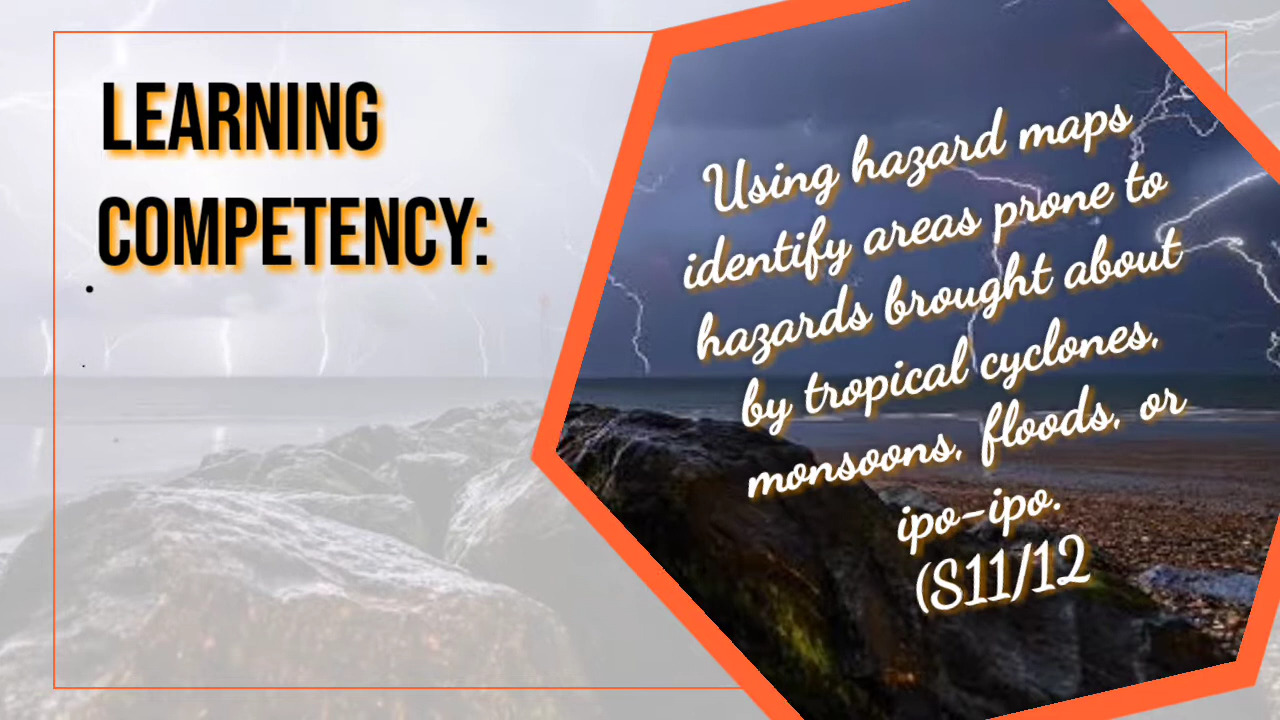 LEARNING
COMPETENCY:
Using hazard maps
identify areas prone to
hazards brought about
by tropical cyclones,
monsoons, floods, or
ipo-ipo.
(S11/12